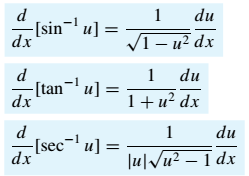 d/dx [sin⁻¹ u] = 1/√(1 − u²) du/dx
d/dx [tan⁻¹ u] = 1/(1 + u²) du/dx
d/dx [sec⁻¹ u] = 1/(|u|√(u² − 1)) du/dx